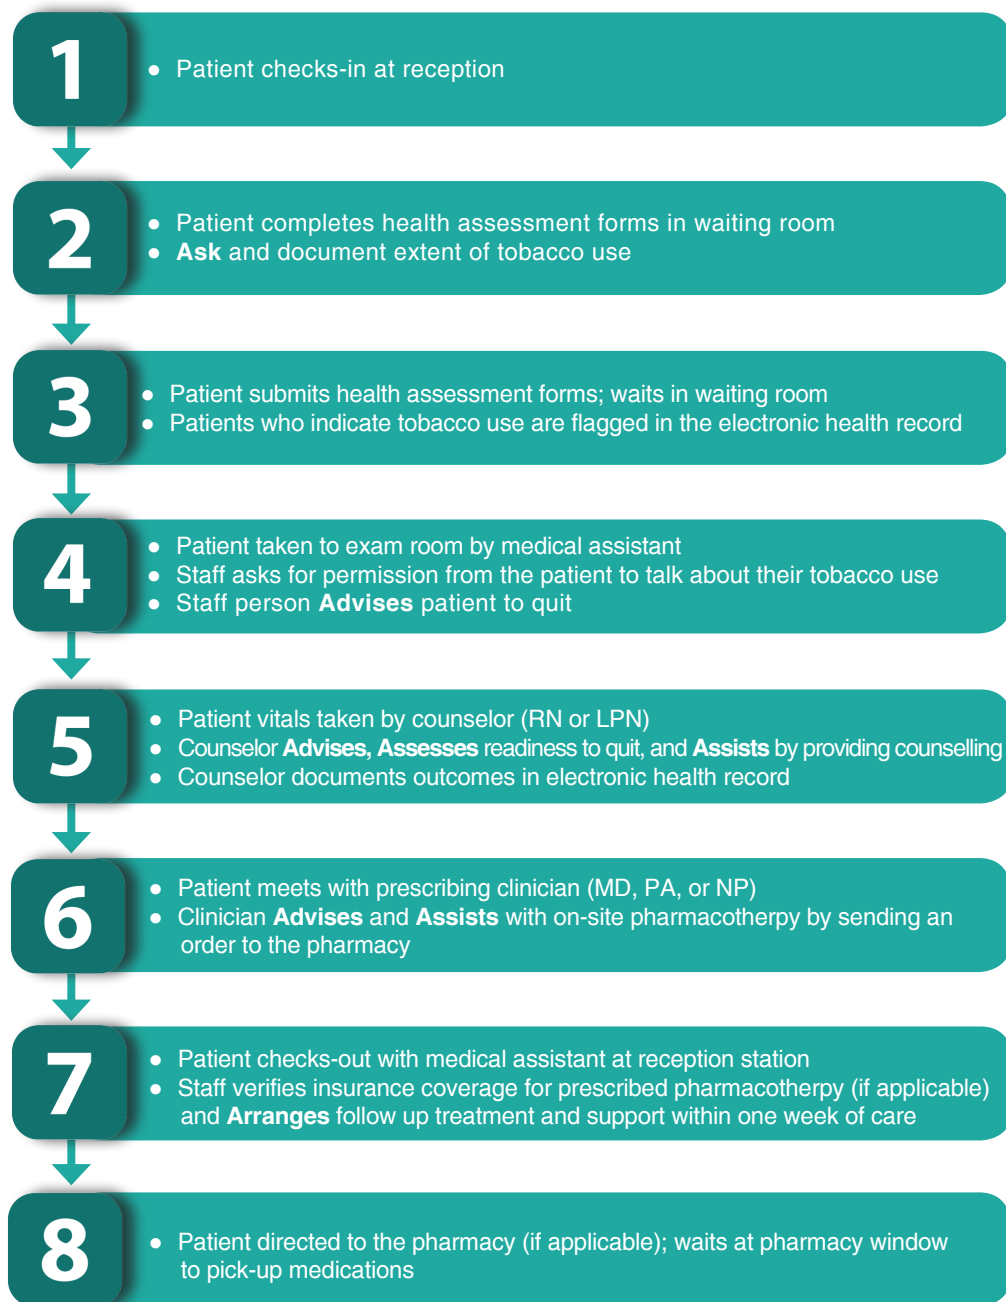 1
● Patient checks-in at reception
2
● Patient completes health assessment forms in waiting room
● Ask and document extent of tobacco use
3
● Patient submits health assessment forms; waits in waiting room
● Patients who indicate tobacco use are flagged in the electronic health record
4
● Patient taken to exam room by medical assistant
● Staff asks for permission from the patient to talk about their tobacco use
● Staff person Advises patient to quit
5
● Patient vitals taken by counselor (RN or LPN)
● Counselor Advises, Assesses readiness to quit, and Assists by providing counselling
● Counselor documents outcomes in electronic health record
6
● Patient meets with prescribing clinician (MD, PA, or NP)
● Clinician Advises and Assists with on-site pharmacotherpy by sending an
order to the pharmacy
7
● Patient checks-out with medical assistant at reception station
● Staff verifies insurance coverage for prescribed pharmacotherpy (if applicable)
and Arranges follow up treatment and support within one week of care
8
● Patient directed to the pharmacy (if applicable); waits at pharmacy window
to pick-up medications